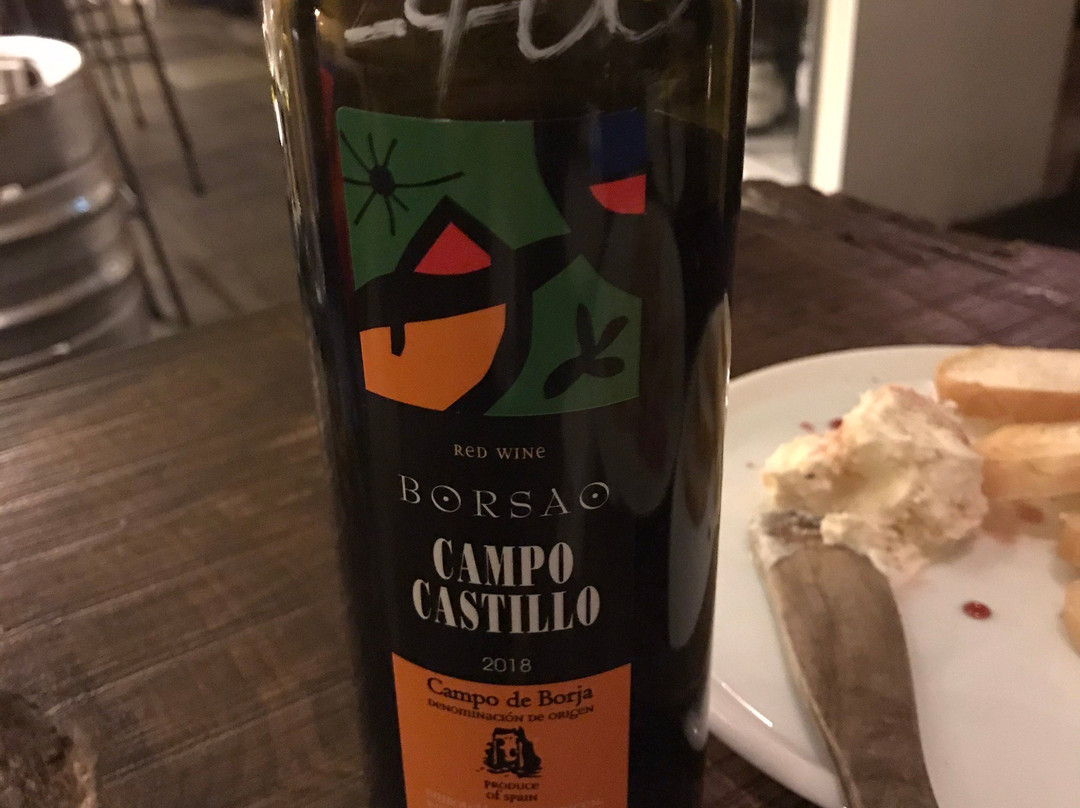 RED WINE
BORSAO
CAMPO
CASTILLO
2018
Campo de Borja
DENOMINACIÓN DE ORIGEN
PRODUCE
OF SPAIN